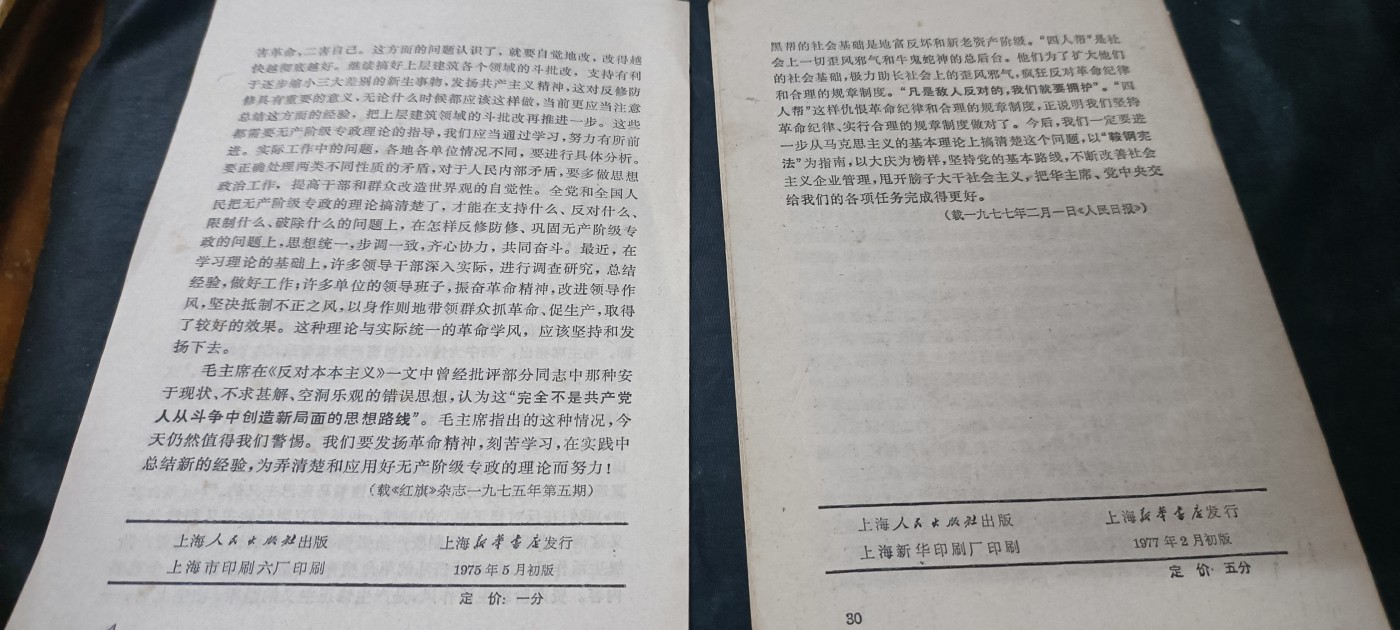 害革命,二害自己。这方面的问题认识了,就要自觉地改,改得越
快越彻底越好。继续搞好上层建筑各个领域的斗批改,支持有利
于逐步缩小三大差别的新生事物,发扬共产主义精神,这对反修防
修具有重要的意义,无论什么时候都应该这样做,当前更应当注意
总结这方面的经验,把上层建筑领域的斗批改再推进一步。这些
都需要无产阶级专政理论的指导,我们应当通过学习,努力有所前
进。实际工作中的问题,各地各单位情况不同,要进行具体分析。
要正确处理两类不同性质的矛盾,对于人民内部矛盾,要多做思想
政治工作,提高干部和群众改造世界观的自觉性。全党和全国人
民把无产阶级专政的理论搞清楚了,才能在支持什么、反对什么、
限制什么、破除什么的问题上,在怎样反修防修、巩固无产阶级专
政的问题上,思想统一,步调一致,齐心协力,共同奋斗。最近,在
学习理论的基础上,许多领导干部深入实际,进行调查研究,总结
经验,做好工作;许多单位的领导班子,振奋革命精神,改进领导作
风,坚决抵制不正之风,以身作则地带领群众抓革命、促生产,取得
了较好的效果。这种理论与实际统一的革命学风,应该坚持和发
扬下去。
毛主席在《反对本本主义》一文中曾经批评部分同志中那种安
于现状、不求甚解、空洞乐观的错误思想,认为这“完全不是共产党
人从斗争中创造新局面的思想路线”。毛主席指出的这种情况,今
天仍然值得我们警惕。我们要发扬革命精神,刻苦学习,在实践中
总结新的经验,为弄清楚和应用好无产阶级专政的理论而努力!
(载《红旗》杂志一九七五年第五期)
上海人民出版社出版 上海新华书店发行
上海市印刷六厂印刷 1975年5月初版
定 价: 一分
黑帮的社会基础是地富反坏和新老资产阶级。“四人帮”是社
会上一切歪风邪气和牛鬼蛇神的总后台。他们为了扩大他们
的社会基础,极力助长社会上的歪风邪气,疯狂反对革命纪律
和合理的规章制度。“凡是敌人反对的,我们就要拥护”。“四
人帮”这样仇恨革命纪律和合理的规章制度,正说明我们坚持
革命纪律、实行合理的规章制度做对了。今后,我们一定要进
一步从马克思主义的基本理论上搞清楚这个问题,以“鞍钢宪
法”为指南,以大庆为榜样,坚持党的基本路线,不断改善社会
主义企业管理,甩开膀子大干社会主义,把华主席、党中央交
给我们的各项任务完成得更好。
(载一九七七年二月一日《人民日报》)
上海人民出版社出版 上海新华书店发行
上海新华印刷厂印刷 1977年2月初版
定 价 五分
30